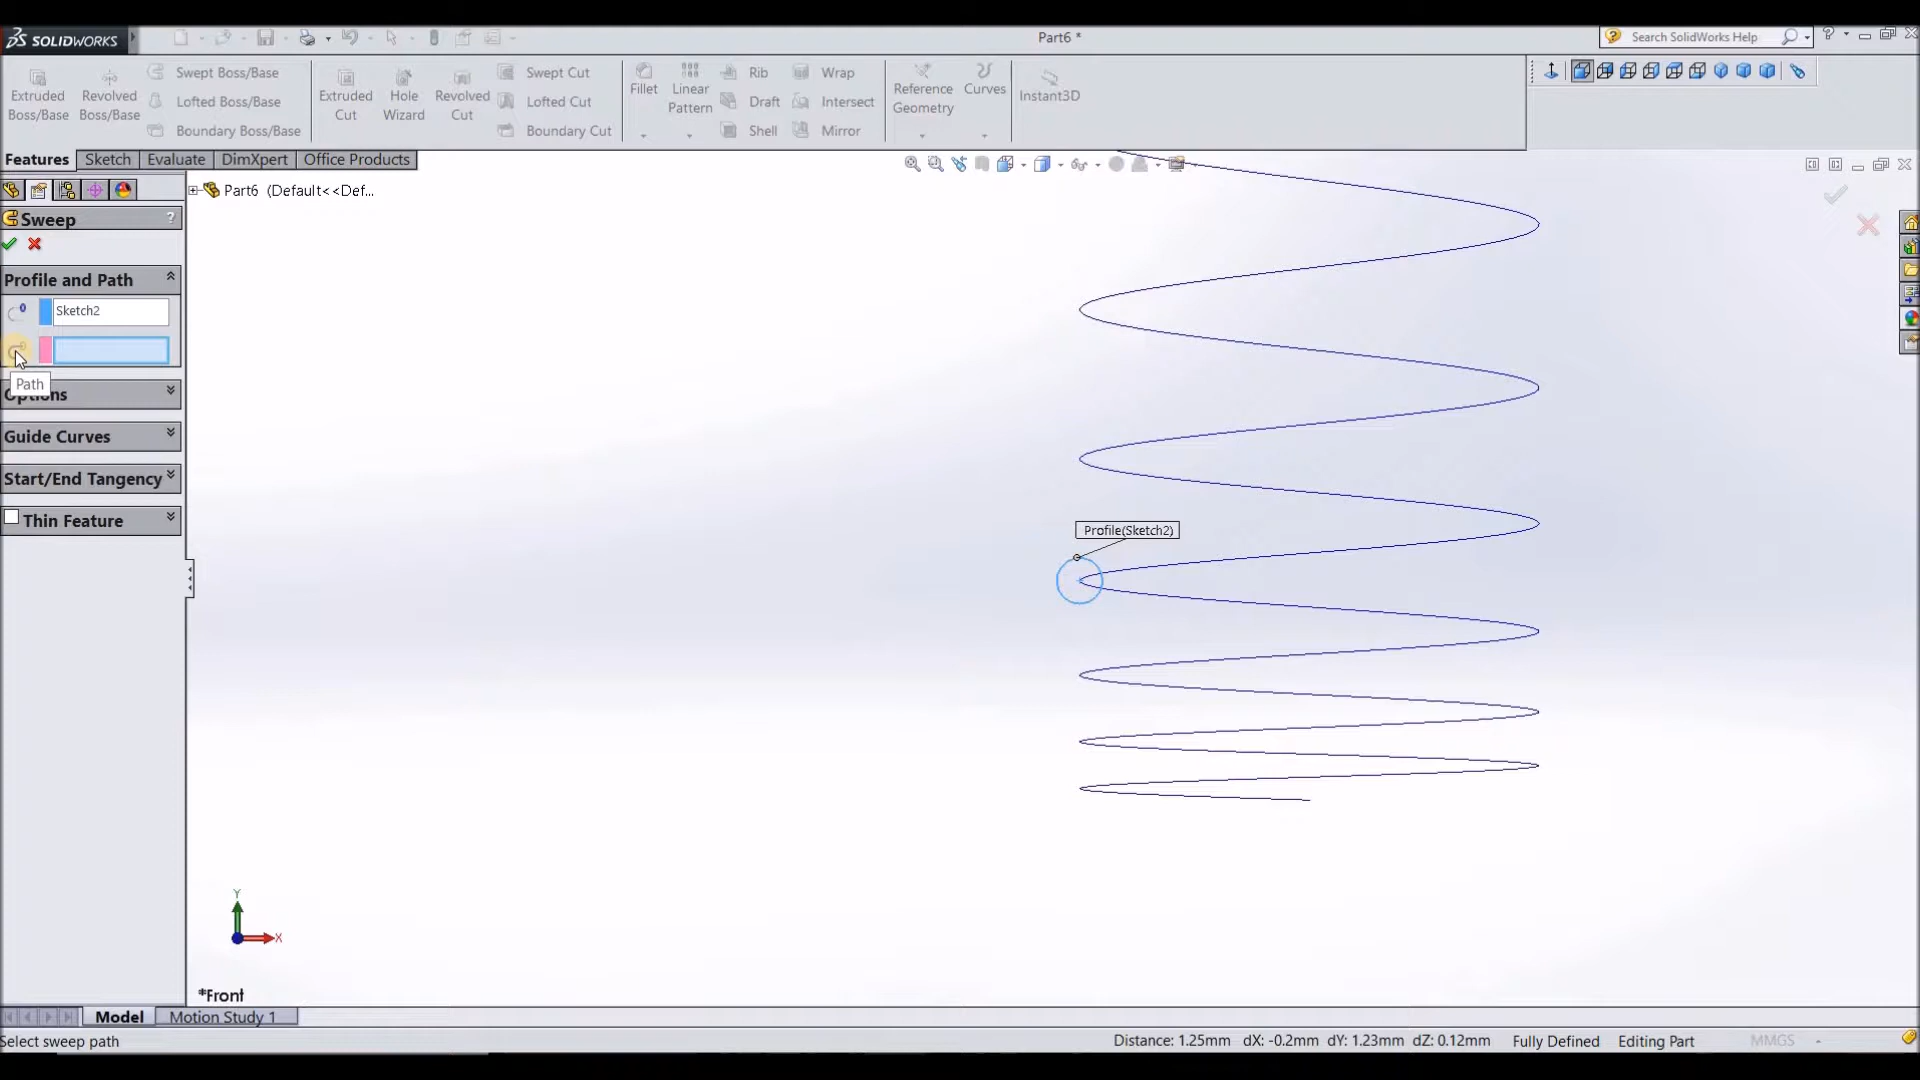 SOLIDWORKS
Part6 *
Search SolidWorks Help
?
Extruded Boss/Base
Revolved Boss/Base
Swept Boss/Base
Lofted Boss/Base
Boundary Boss/Base
Extruded Cut
Hole Wizard
Revolved Cut
Swept Cut
Lofted Cut
Boundary Cut
Fillet
Linear Pattern
Rib
Draft
Shell
Wrap
Intersect
Mirror
Reference Geometry
Curves
Instant3D
Features
Sketch
Evaluate
DimXpert
Office Products
Part6 (Default<<Def...
Sweep
?
Profile and Path
Sketch2
Path
Options
Guide Curves
Start/End Tangency
Thin Feature
Profile(Sketch2)
Y
X
*Front
Model
Motion Study 1
Select sweep path
Distance: 1.25mm dX: -0.2mm dY: 1.23mm dZ: 0.12mm
Fully Defined
Editing Part
MMGS